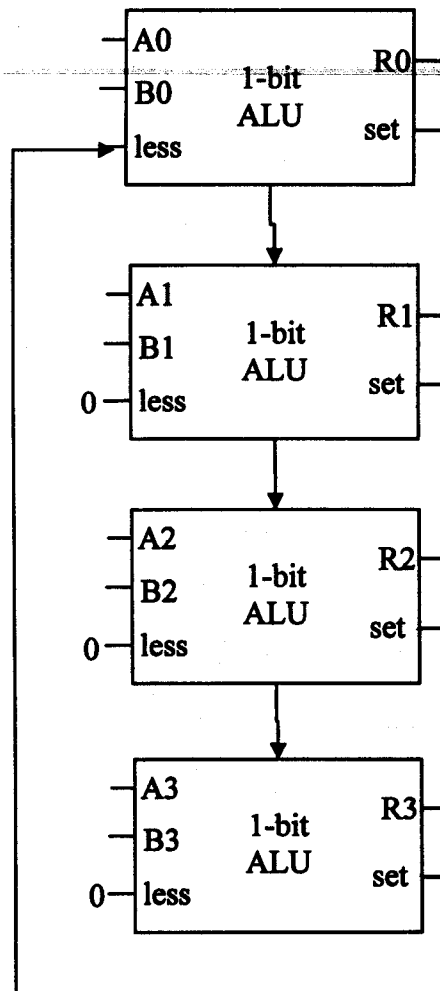 A0
R0
1-bit
B0
ALU
set
less
A1
R1
1-bit
B1
ALU
set
0
less
A2
R2
1-bit
B2
ALU
set
0
less
A3
R3
1-bit
B3
ALU
set
0
less